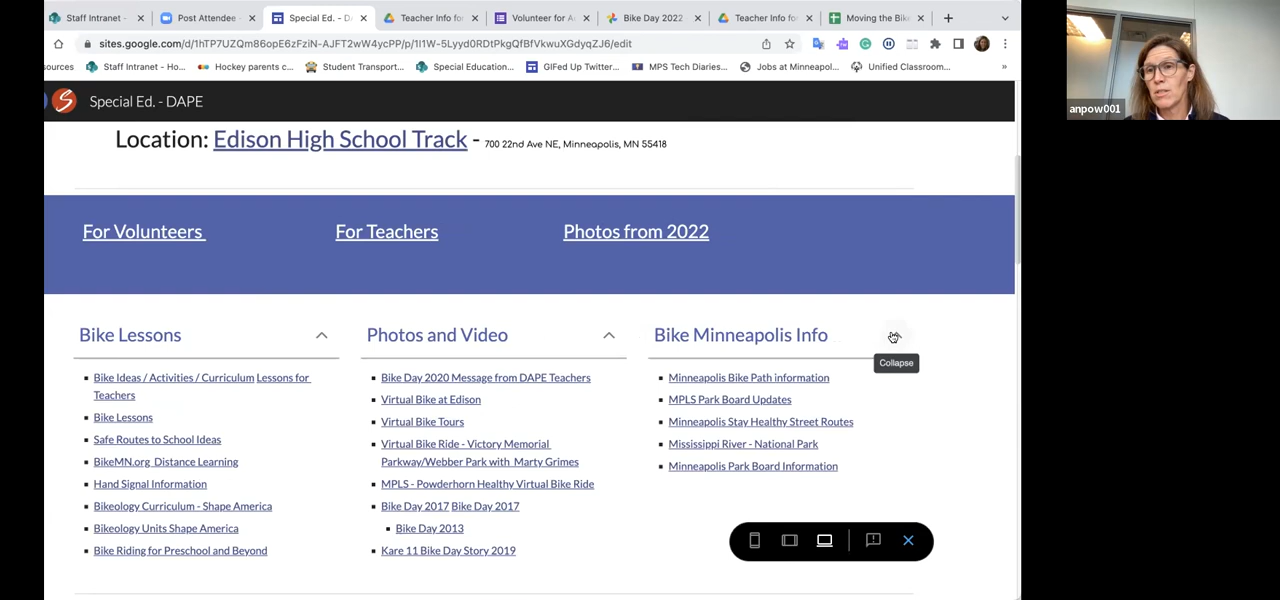 Staff Intranet -
Post Attendee -
Special Ed. - D
Teacher Info fo
Volunteer for A
Bike Day 2022
Teacher Info fo
Moving the Bik
sites.google.com/d/1hTP7UZQm86opE6zFziN-AJFT2wW4ycPP/p/1l1W-5Lyyd0RDtPkgQfBfVkwuXGdyqZJ6/edit
sources
Staff Intranet - Ho...
Hockey parents c...
Student Transport...
Special Education...
GIFed Up Twitter...
MPS Tech Diaries...
Jobs at Minneapol...
Unified Classroom...
»
Special Ed. - DAPE
anpow001
Location: Edison High School Track - 700 22nd Ave NE, Minneapolis, MN 55418
For Volunteers
For Teachers
Photos from 2022
Bike Lessons
Bike Ideas / Activities / Curriculum Lessons for
Teachers
Bike Lessons
Safe Routes to School Ideas
BikeMN.org Distance Learning
Hand Signal Information
Bikeology Curriculum - Shape America
Bikeology Units Shape America
Bike Riding for Preschool and Beyond
Photos and Video
Bike Day 2020 Message from DAPE Teachers
Virtual Bike at Edison
Virtual Bike Tours
Virtual Bike Ride - Victory Memorial
Parkway/Webber Park with Marty Grimes
MPLS - Powderhorn Healthy Virtual Bike Ride
Bike Day 2017 Bike Day 2017
Bike Day 2013
Kare 11 Bike Day Story 2019
Bike Minneapolis Info
Collapse
Minneapolis Bike Path information
MPLS Park Board Updates
Minneapolis Stay Healthy Street Routes
Mississippi River - National Park
Minneapolis Park Board Information